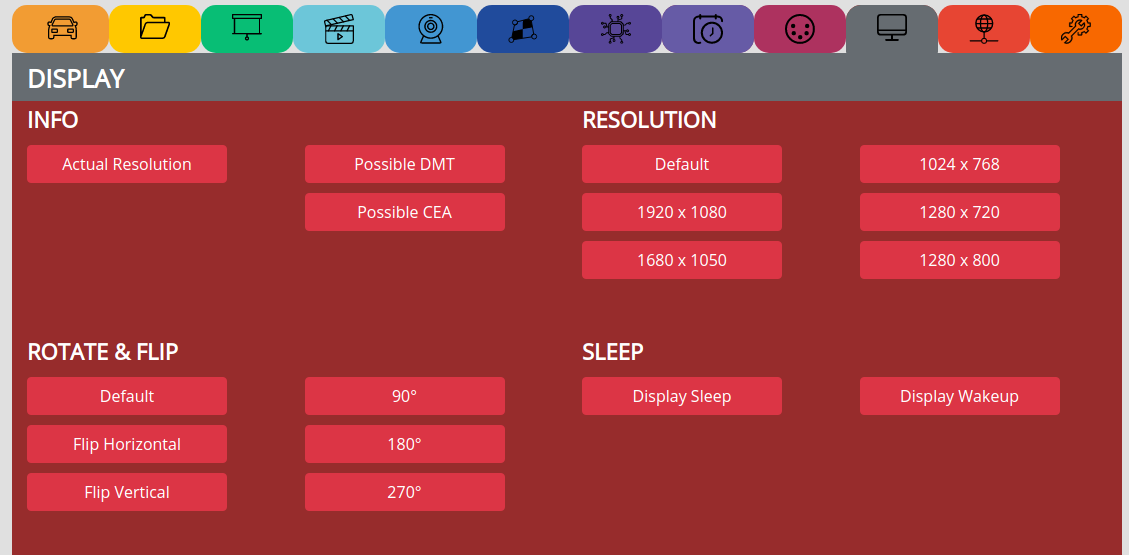 DISPLAY
INFO
Actual Resolution
Possible DMT
Possible CEA
RESOLUTION
Default
1024 x 768
1920 x 1080
1280 x 720
1680 x 1050
1280 x 800
ROTATE & FLIP
Default
90°
Flip Horizontal
180°
Flip Vertical
270°
SLEEP
Display Sleep
Display Wakeup